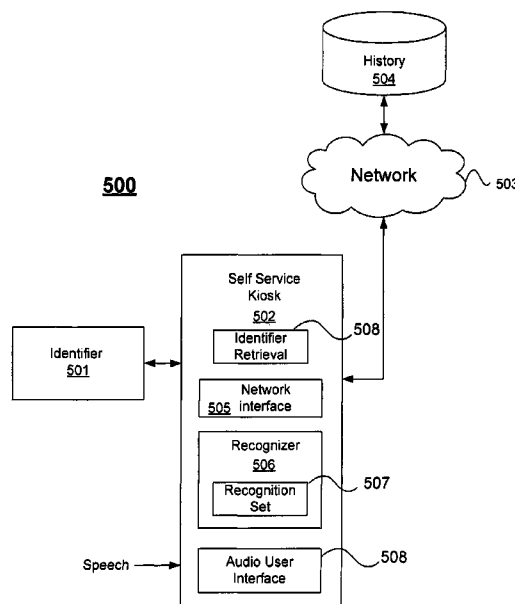 History
504
Network
503
500
Self Service
Kiosk
502
508
Identifier
Retrieval
Identifier
501
Network
505 interface
Recognizer
506
507
Recognition
Set
Speech
Audio User
Interface
508